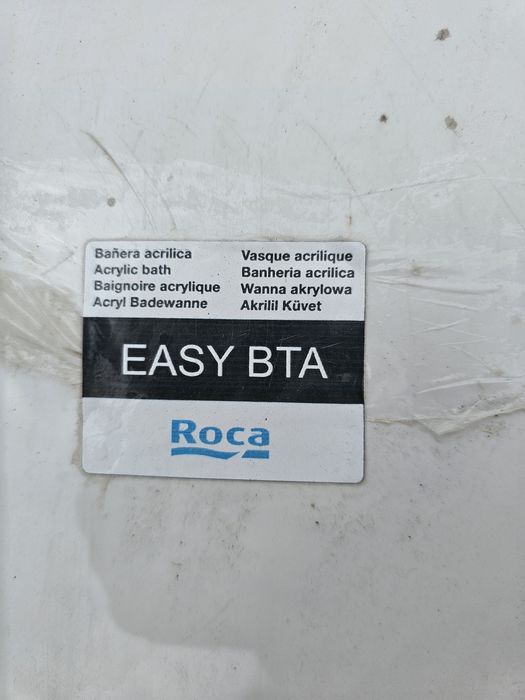 Bañera acrilica
Acrylic bath
Baignoire acrylique
Acryl Badewanne
Vasque acrilique
Banheria acrilica
Wanna akrylowa
Akrilil Küvet
EASY BTA
Roca